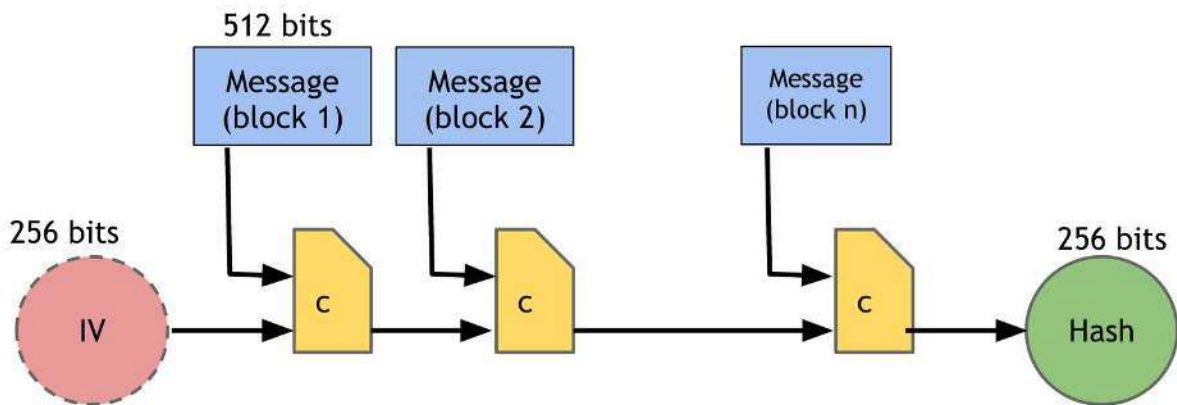 512 bits
Message
(block 1)
Message
(block 2)
Message
(block n)
256 bits
256 bits
IV
c
c
c
Hash